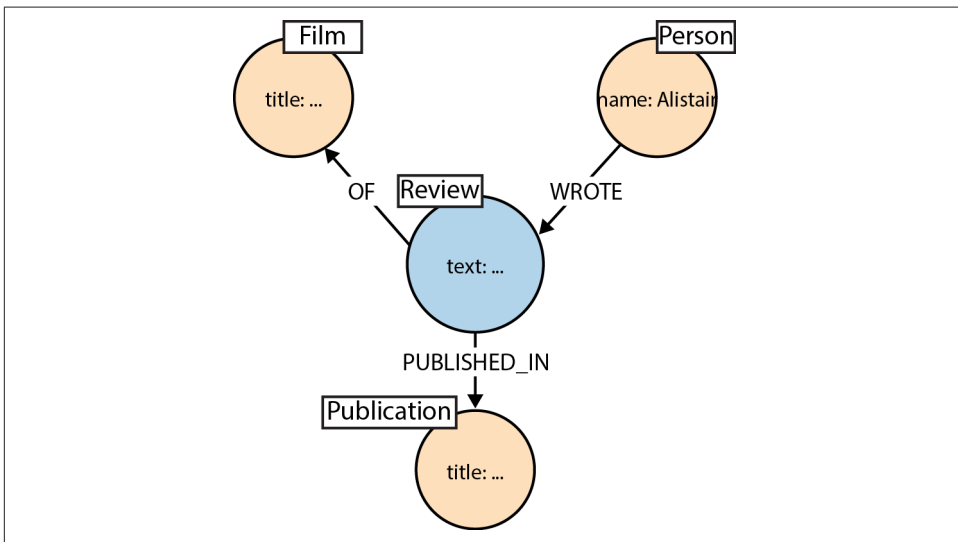 Film
Person
title: ...
name: Alistair
OF
WROTE
Review
text: ...
PUBLISHED_IN
Publication
title: ...